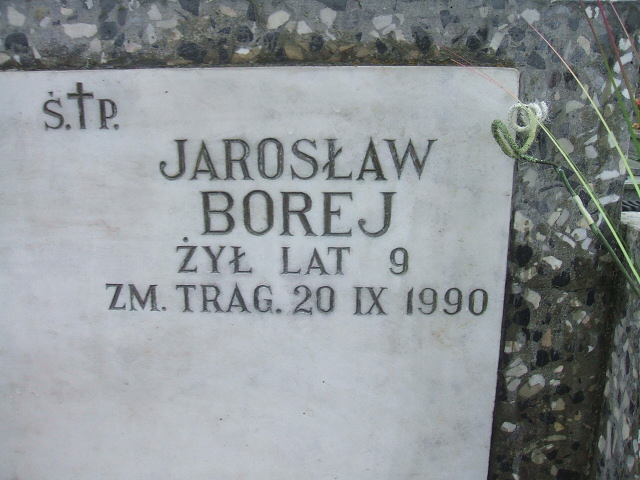 Ś.†P.
JAROSŁAW
BOREJ
ŻYŁ LAT 9
ZM. TRAG. 20 IX 1990